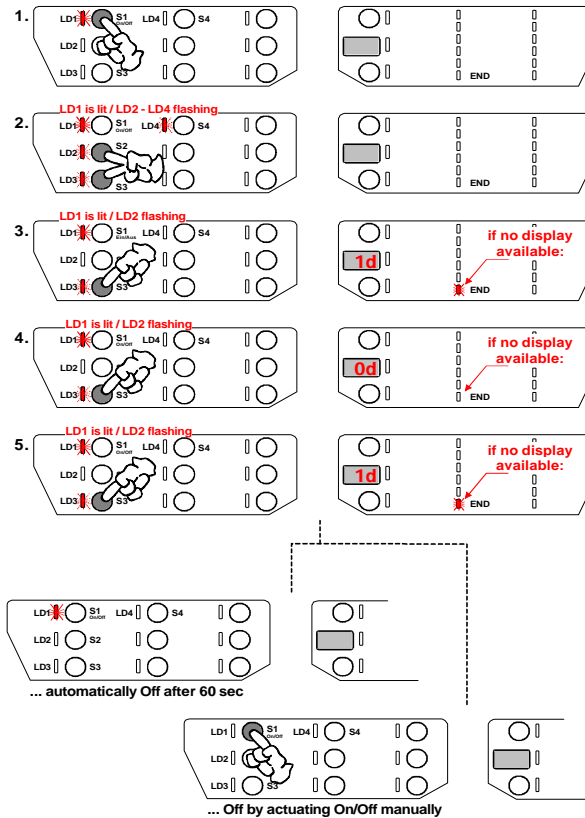 1.
LD1 S1 LD4 S4
On/Off
LD2
LD3 S3
END
LD1 is lit / LD2 - LD4 flashing
2.
LD1 S1 LD4 S4
On/Off
LD2 S2
LD3 S3
END
LD1 is lit / LD2 flashing
3.
LD1 S1 LD4 S4
Ein/Aus
LD2
LD3 S3
1d
END
if no display
available:
LD1 is lit / LD2 flashing
4.
LD1 S1 LD4 S4
On/Off
LD2
LD3 S3
0d
END
if no display
available:
LD1 is lit / LD2 flashing
5.
LD1 S1 LD4 S4
On/Off
LD2
LD3 S3
1d
END
if no display
available:
LD1 S1 LD4 S4
On/Off
LD2 S2
LD3 S3
... automatically Off after 60 sec
LD1 S1 LD4 S4
On/Off
LD2
LD3 S3
... Off by actuating On/Off manually